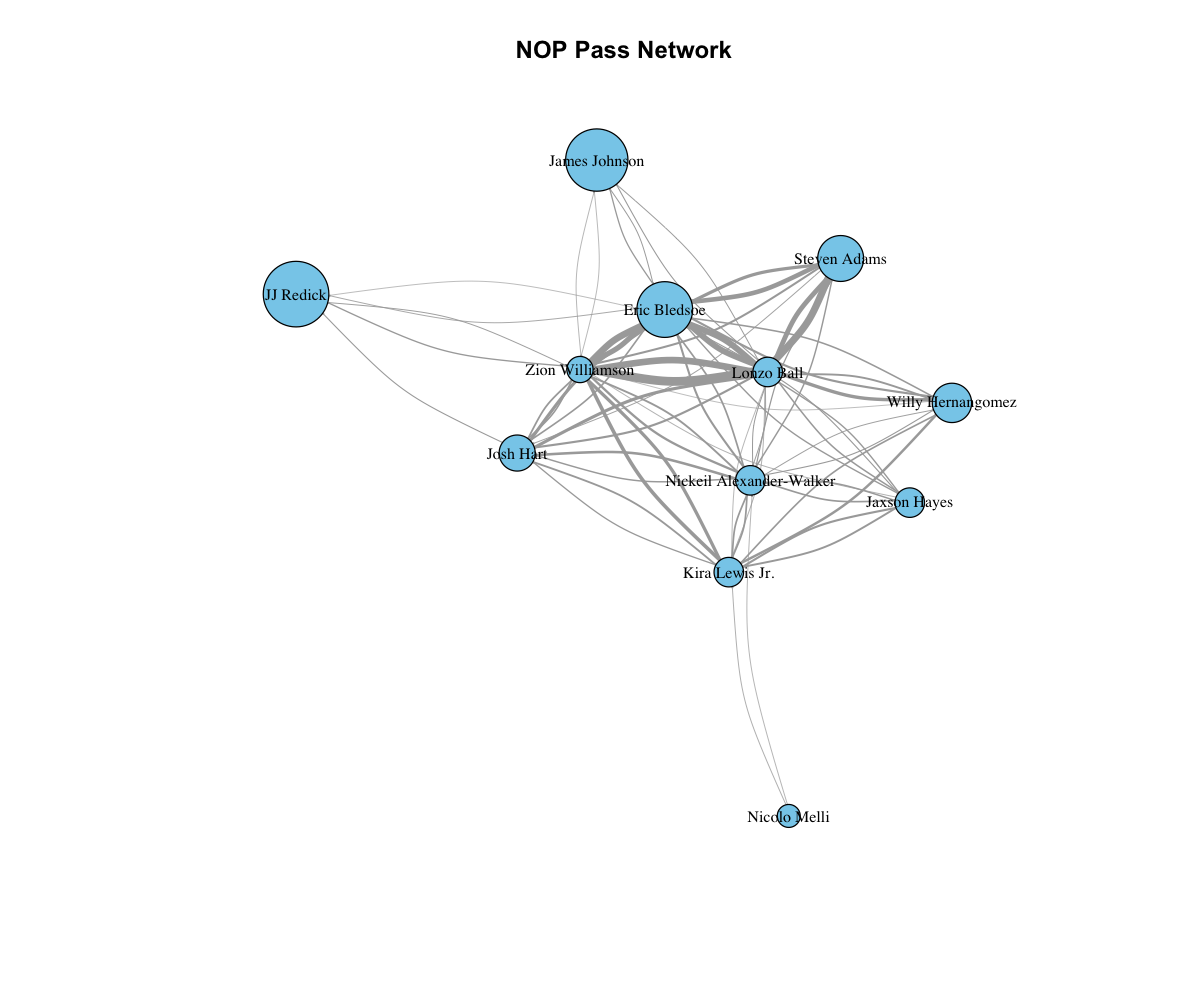 NOP Pass Network
James Johnson
Steven Adams
JJ Redick
Eric Bledsoe
Zion Williamson
Lonzo Ball
Willy Hernangomez
Josh Hart
Nickeil Alexander-Walker
Jaxson Hayes
Kira Lewis Jr.
Nicolo Melli